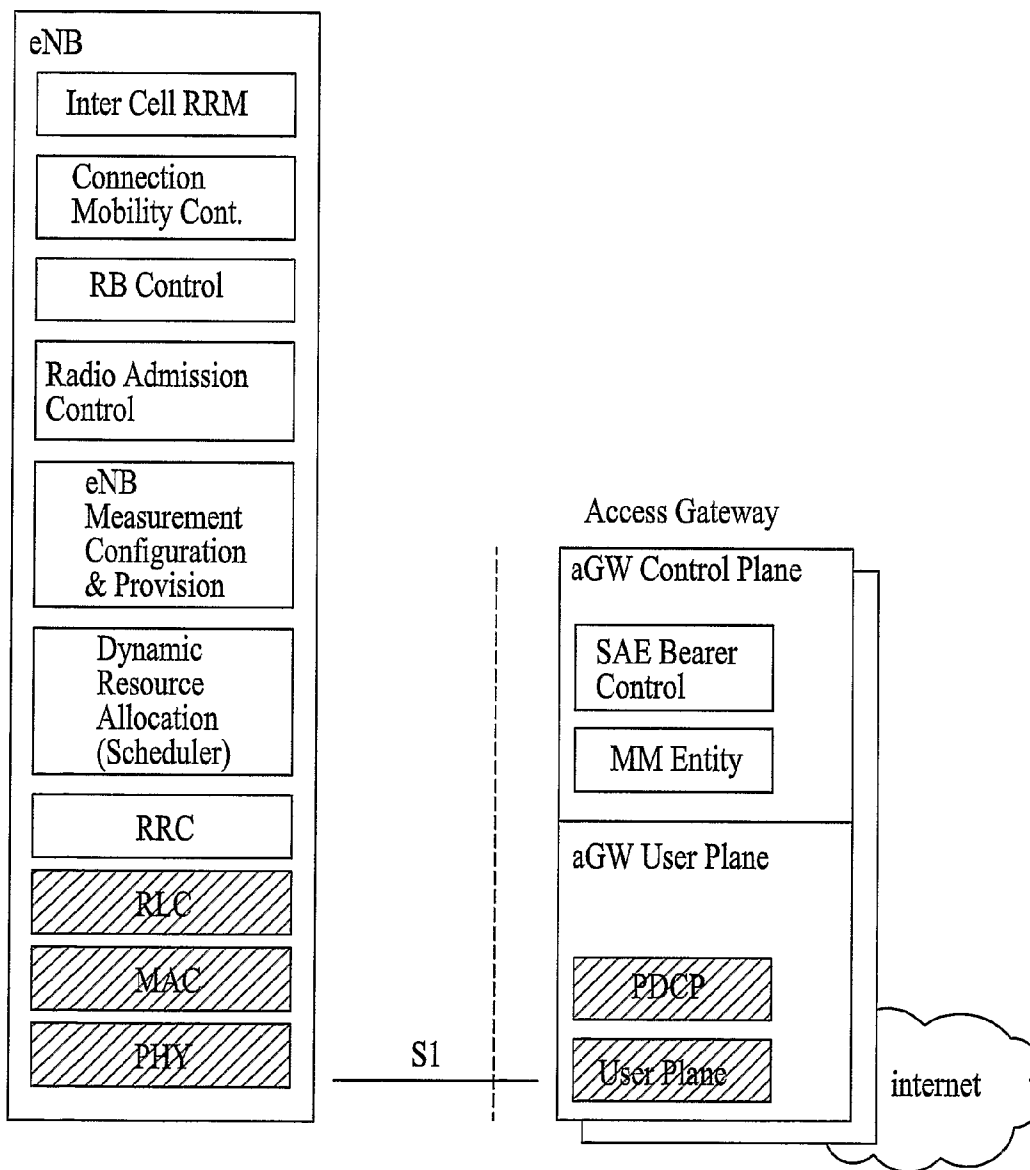 eNB
Inter Cell RRM
Connection
Mobility Cont.
RB Control
Radio Admission
Control
eNB
Measurement
Configuration
& Provision
Dynamic
Resource
Allocation
(Scheduler)
RRC
RLC
MAC
PHY
S1
Access Gateway
aGW Control Plane
SAE Bearer
Control
MM Entity
aGW User Plane
PDCP
User Plane
internet